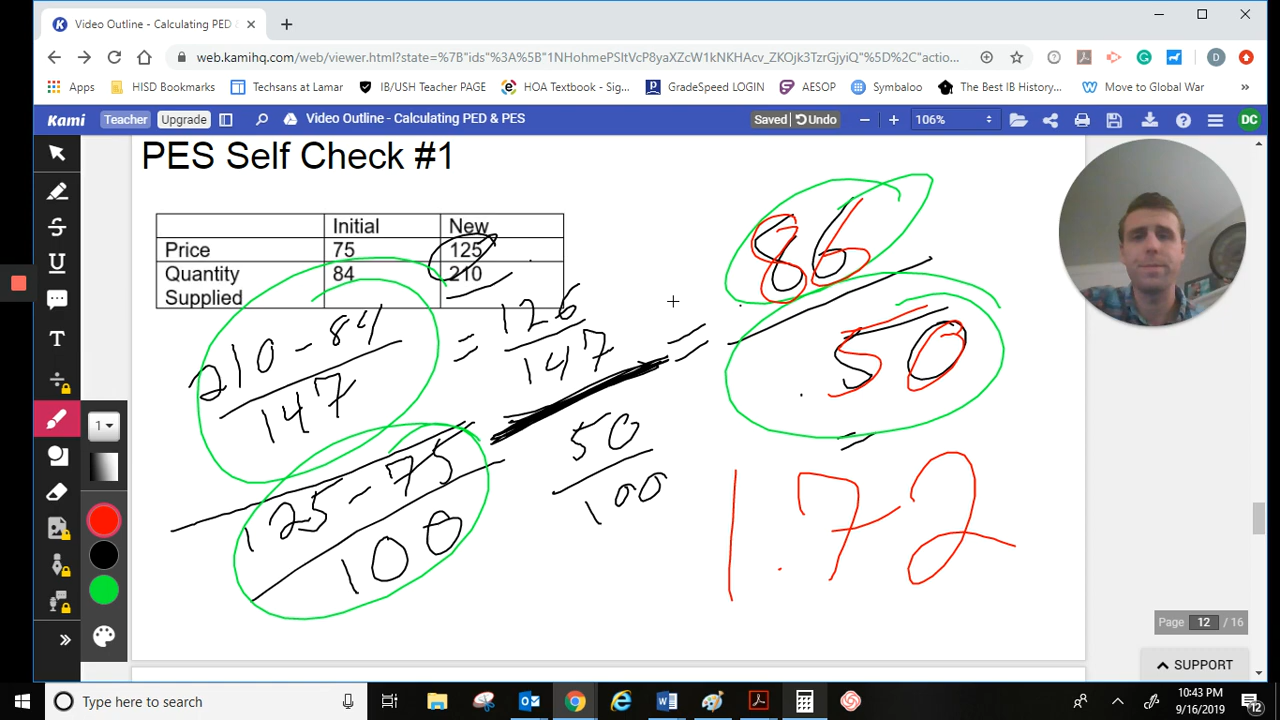 Video Outline - Calculating PED &
web.kamihq.com/web/viewer.html?state=%7B"ids"%3A%5B"1NHohmePSltVcP8yaXZcW1kNKHAcv_ZKOjk3TzrGjyiQ"%5D%2C"actio...
Apps HISD Bookmarks Techsans at Lamar IB/USH Teacher PAGE HOA Textbook - Sig... GradeSpeed LOGIN AESOP Symbaloo The Best IB History... Move to Global War »
Kami Teacher Upgrade Video Outline - Calculating PED & PES Saved Undo 106% DC
PES Self Check #1
Initial New
Price 75 125
Quantity Supplied 84 210
210 - 84
147
= 126
147
= .86
.50
125 - 75
100
50
100
=
1.72
T
1
Page 12 / 16
SUPPORT
Type here to search
10:43 PM
9/16/2019
12